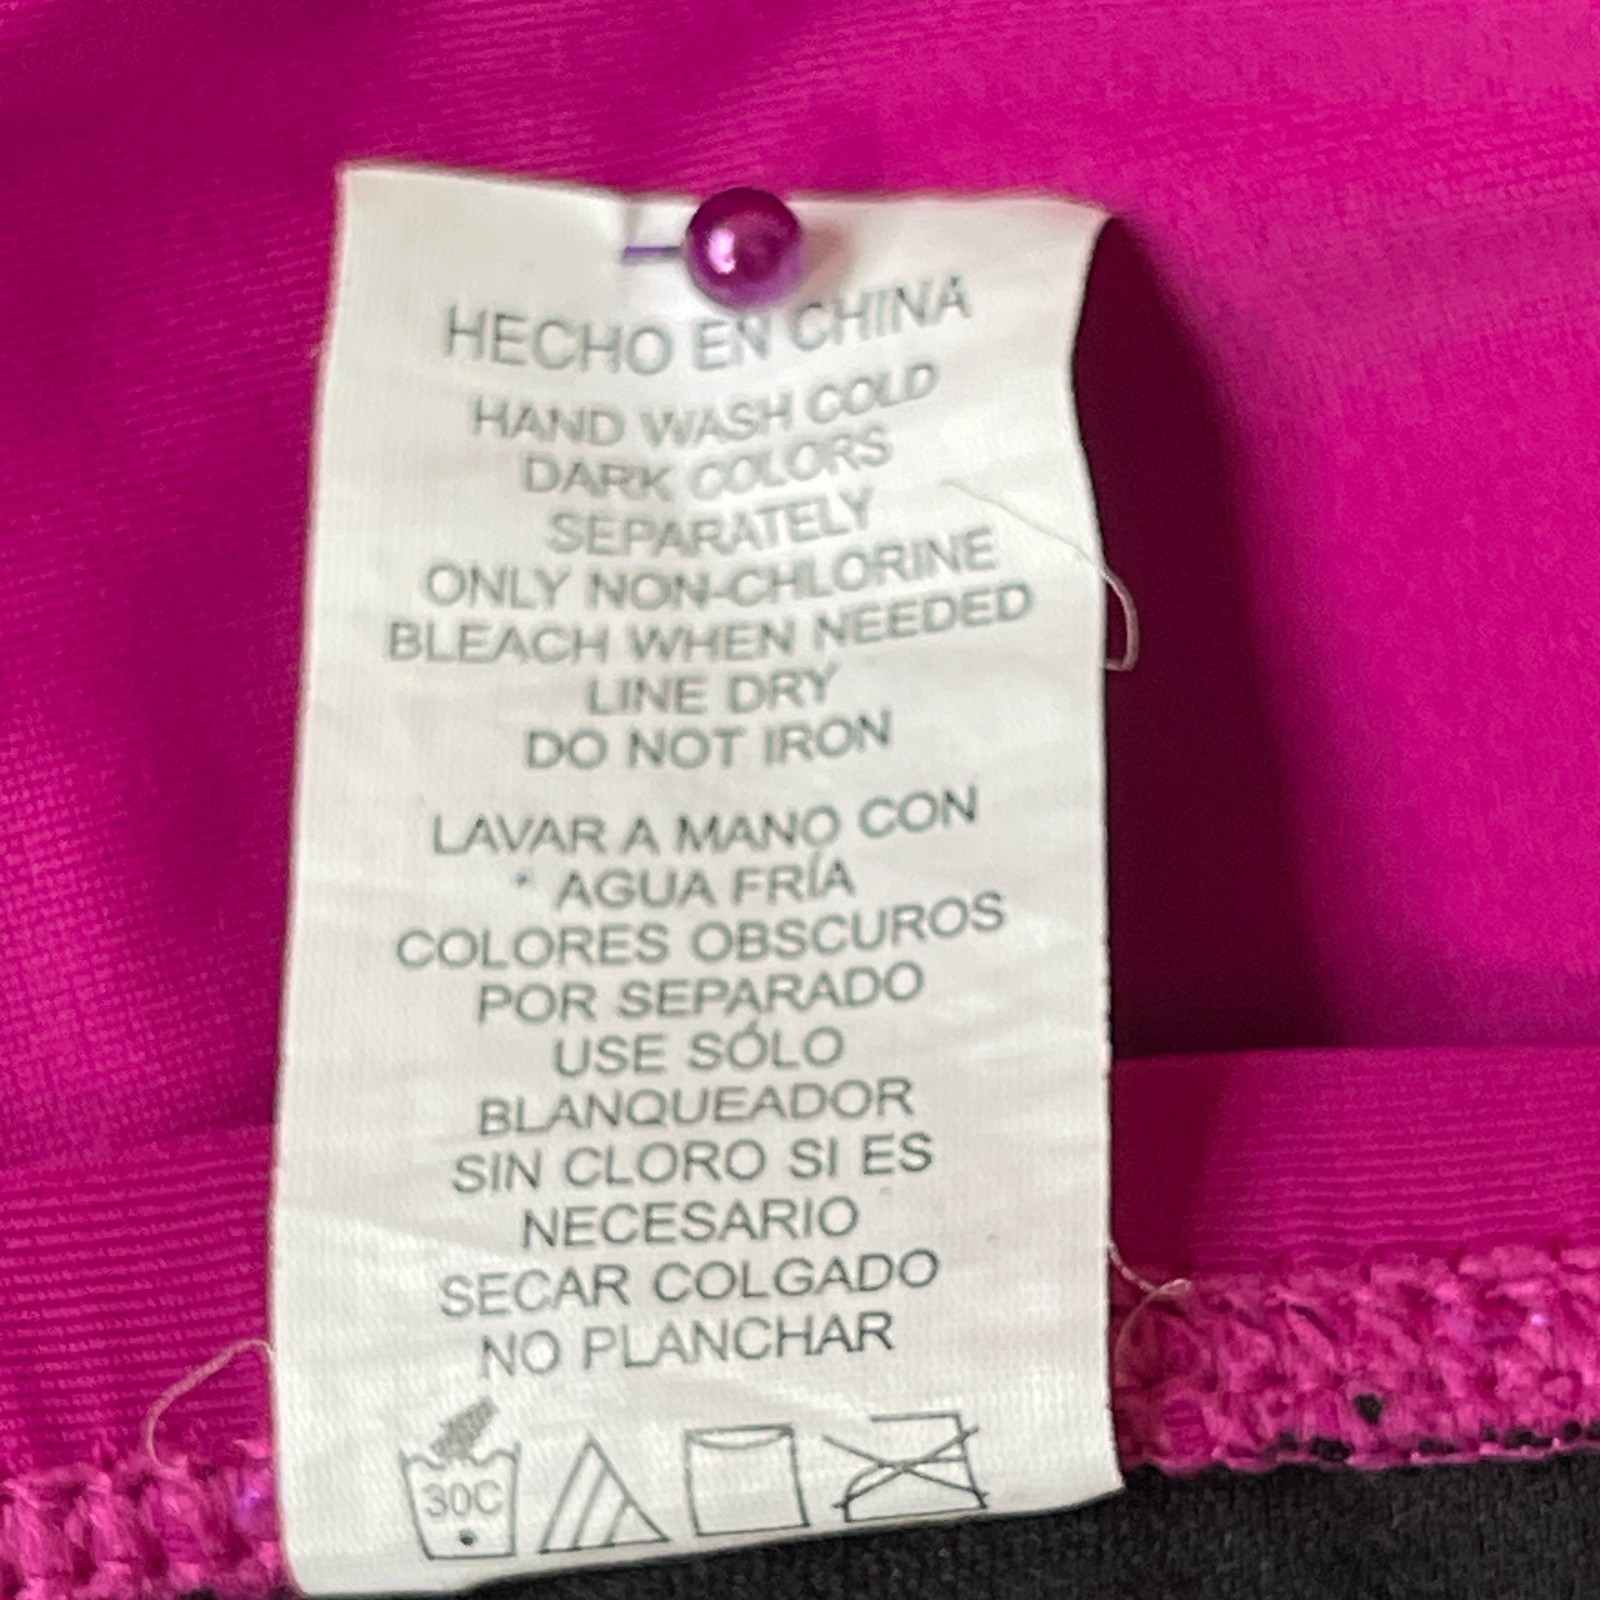 HECHO EN CHINA
HAND WASH COLD
DARK COLORS
SEPARATELY
ONLY NON-CHLORINE
BLEACH WHEN NEEDED
LINE DRY
DO NOT IRON
LAVAR A MANO CON
AGUA FRÍA
COLORES OBSCUROS
POR SEPARADO
USE SÓLO
BLANQUEADOR
SIN CLORO SI ES
NECESARIO
SECAR COLGADO
NO PLANCHAR
30C